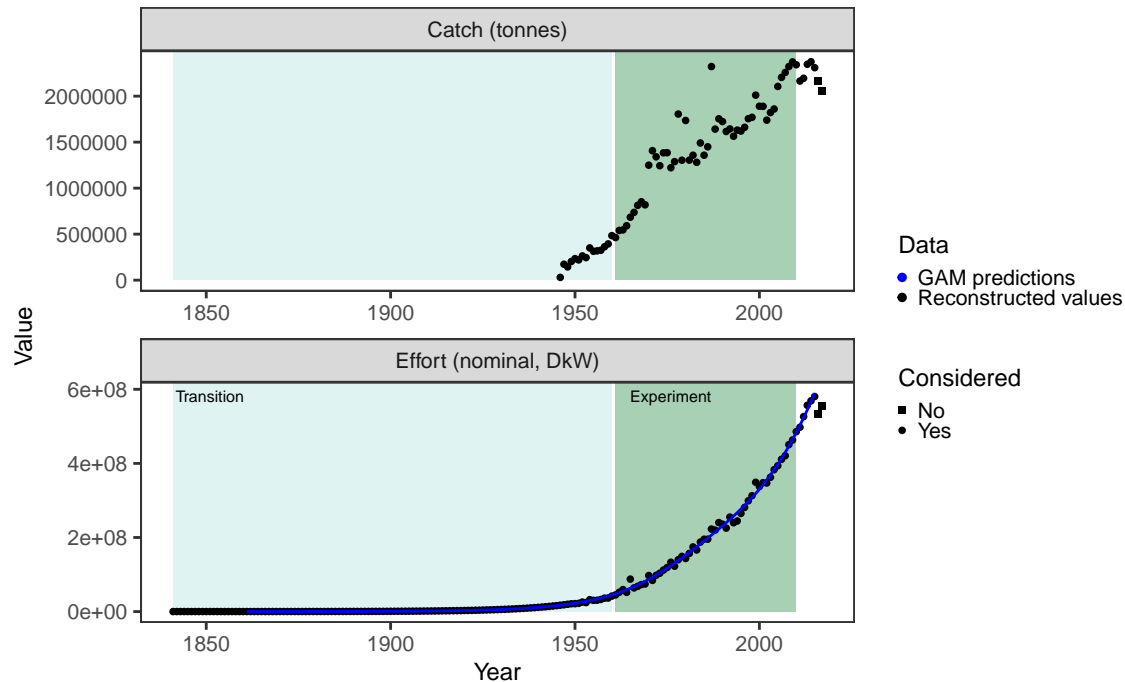 Catch (tonnes)
2000000
1500000
1000000
500000
0
1850 1900 1950 2000
Value
Effort (nominal, DkW)
Transition Experiment
6e+08
4e+08
2e+08
0e+00
1850 1900 1950 2000
Year
Data
GAM predictions
Reconstructed values
Considered
No
Yes